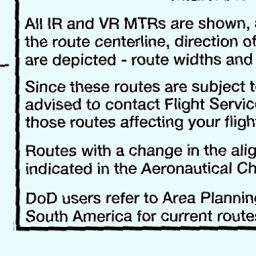 All IR and VR MTRs are shown,
the route centerline, direction of
are depicted - route widths and
Since these routes are subject t
advised to contact Flight Servic
those routes affecting your flight
Routes with a change in the alig
indicated in the Aeronautical Ch
DoD users refer to Area Planning
South America for current routes